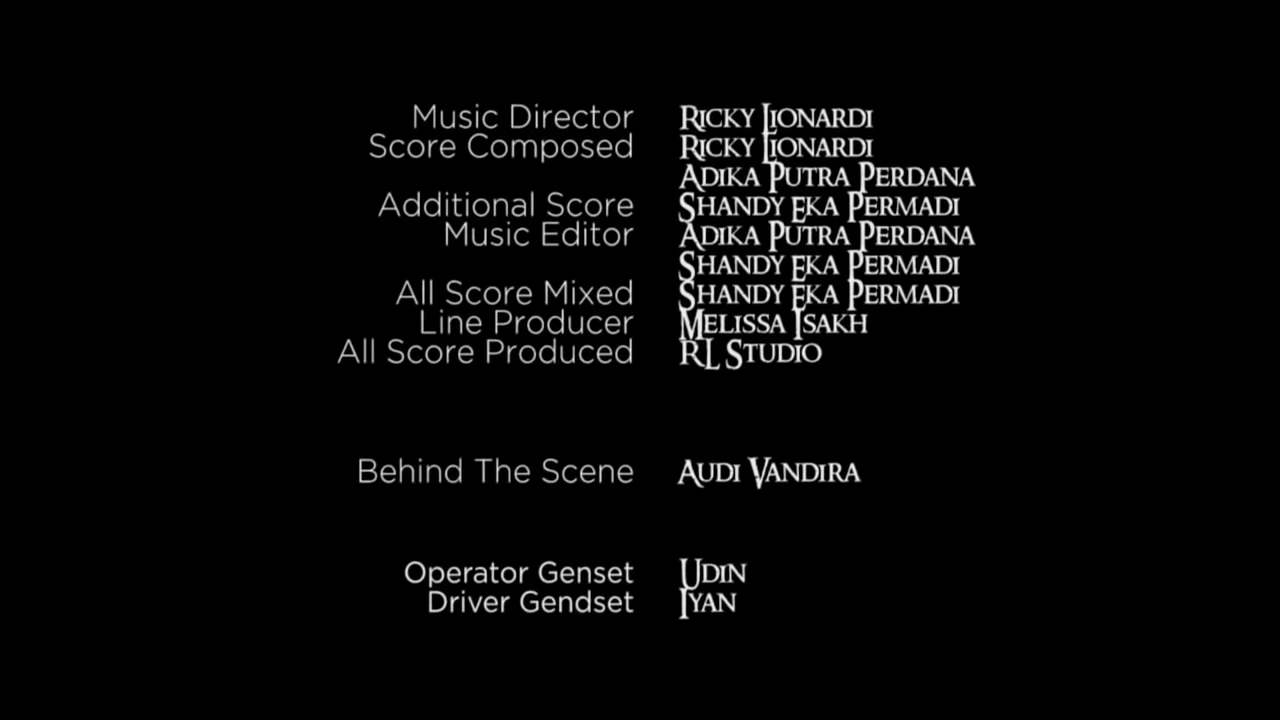 Music Director RICKY LIONARDI
Score Composed RICKY LIONARDI
ADIKA PUTRA PERDANA
Additional Score SHANDY EKA PERMADI
Music Editor ADIKA PUTRA PERDANA
SHANDY EKA PERMADI
All Score Mixed SHANDY EKA PERMADI
Line Producer MELISSA ISAKH
All Score Produced RL STUDIO
Behind The Scene AUDI VANDIRA
Operator Genset UDIN
Driver Gendset IYAN